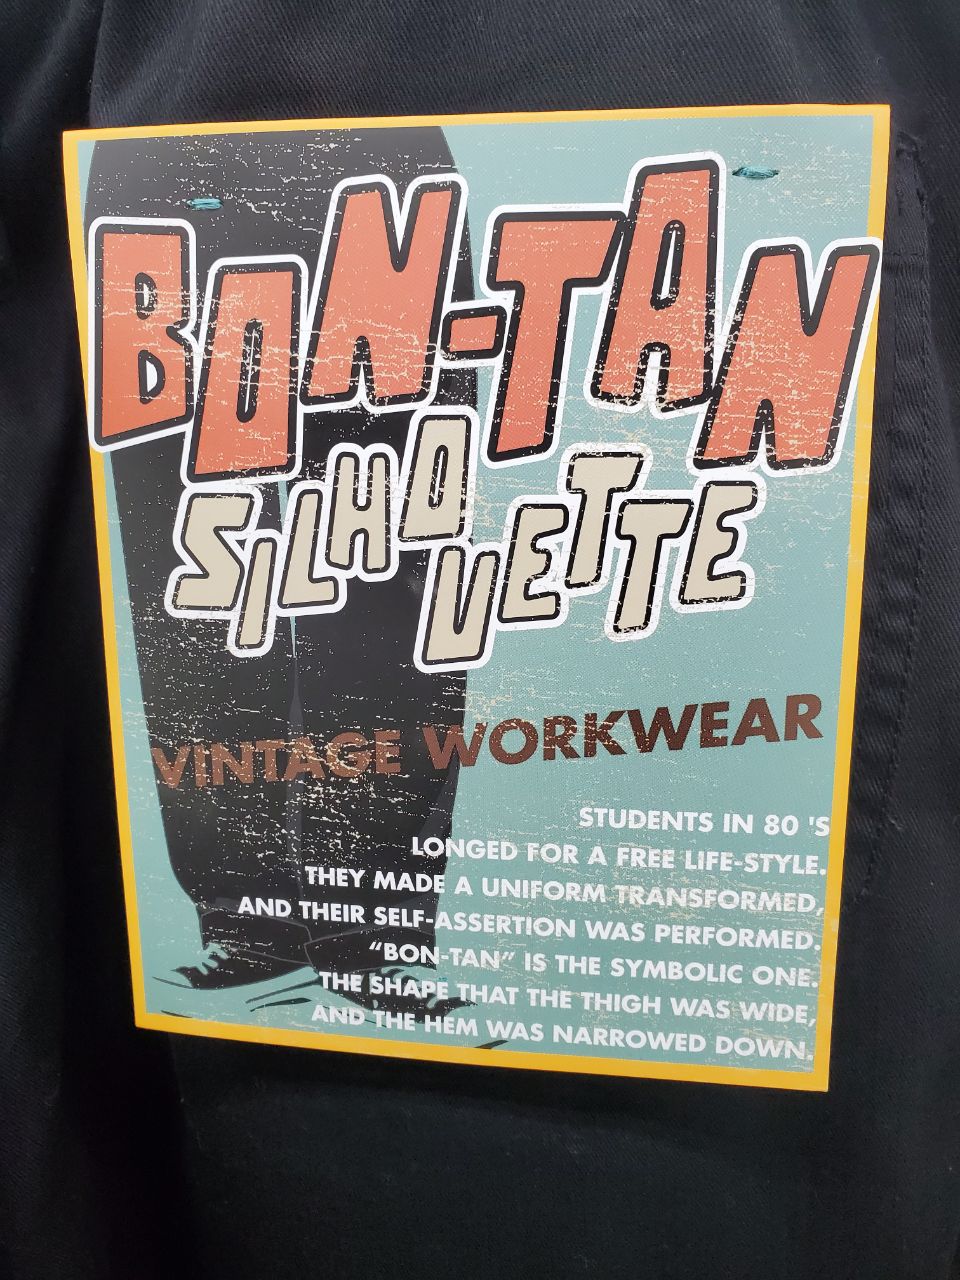 BON-TAN
SILHOUETTE
VINTAGE WORKWEAR
STUDENTS IN 80 'S
LONGED FOR A FREE LIFE-STYLE.
THEY MADE A UNIFORM TRANSFORMED,
AND THEIR SELF-ASSERTION WAS PERFORMED.
“BON-TAN” IS THE SYMBOLIC ONE.
THE SHAPE THAT THE THIGH WAS WIDE,
AND THE HEM WAS NARROWED DOWN.